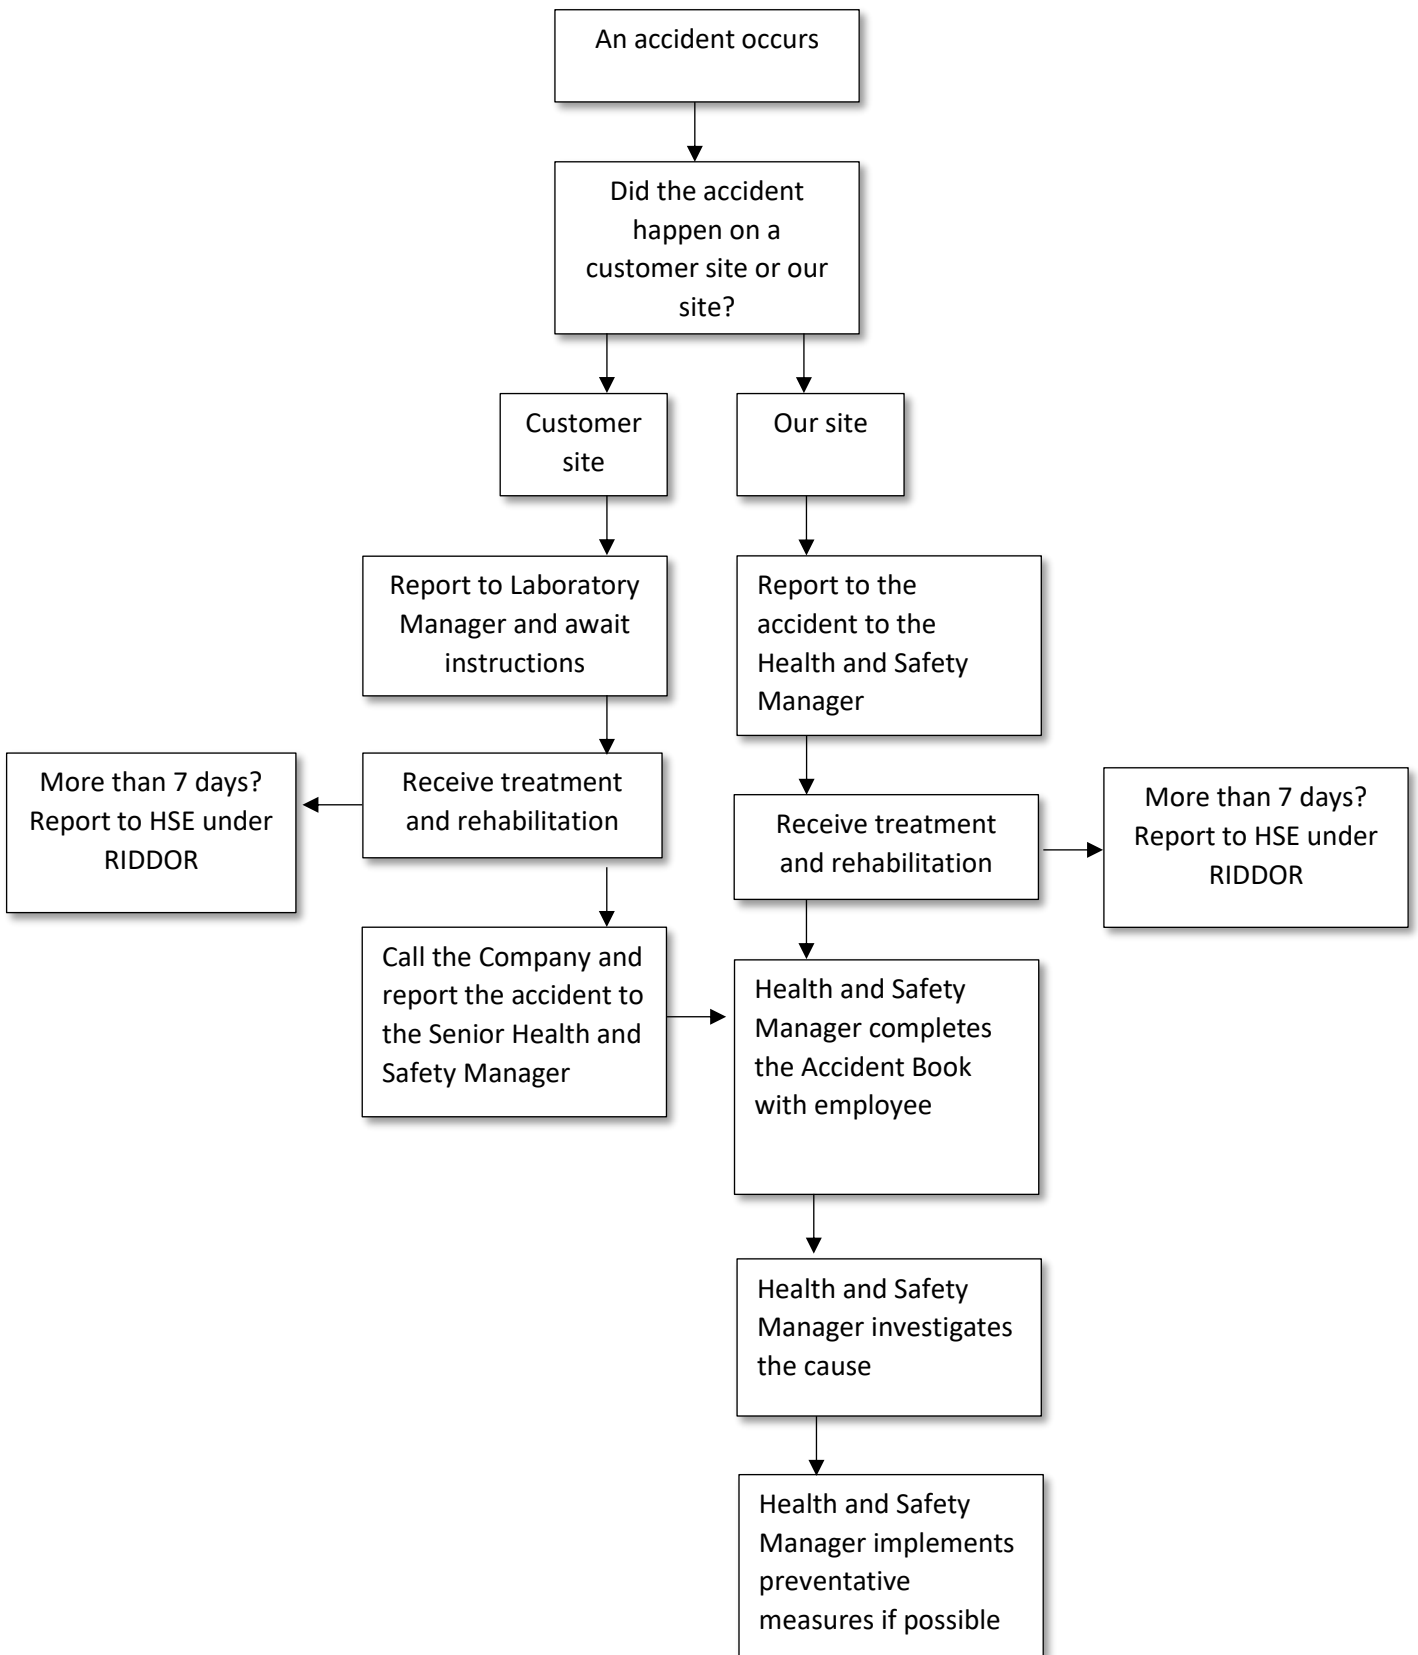 An accident occurs
Did the accident
happen on a
customer site or our
site?
Customer
site
Our site
Report to Laboratory
Manager and await
instructions
Report to the
accident to the
Health and Safety
Manager
More than 7 days?
Report to HSE under
RIDDOR
Receive treatment
and rehabilitation
Receive treatment
and rehabilitation
More than 7 days?
Report to HSE under
RIDDOR
Call the Company and
report the accident to
the Senior Health and
Safety Manager
Health and Safety
Manager completes
the Accident Book
with employee
Health and Safety
Manager investigates
the cause
Health and Safety
Manager implements
preventative
measures if possible